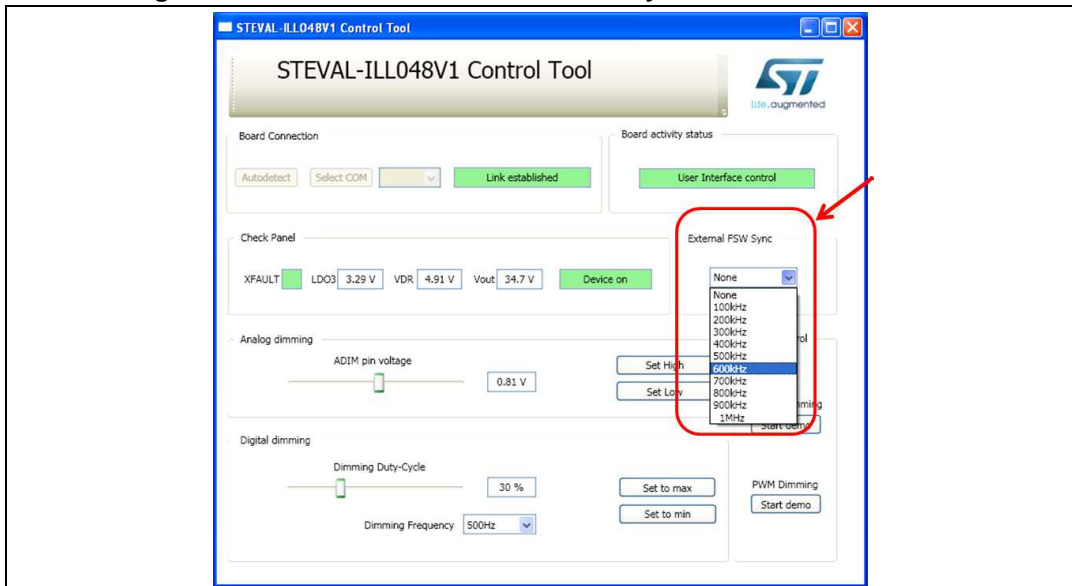 STEVAL-ILL048V1 Control Tool
STEVAL-ILL048V1 Control Tool
life.augmented
Board Connection
Board activity status
Autodetect Select COM Link established
User Interface control
Check Panel
External FSW Sync
XFAULT LDO3 3.29 V VDR 4.91 V Vout 34.7 V Device on
None
None
100kHz
200kHz
300kHz
400kHz
500kHz
600kHz
700kHz
800kHz
900kHz
1MHz
Analog dimming
ADIM pin voltage
0.81 V
Set High
Set Low
Start demo
Digital dimming
Dimming Duty-Cycle
30 %
Set to max
Set to min
Dimming Frequency 500Hz
PWM Dimming
Start demo